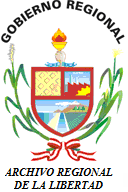 GOBIERNO REGIONAL
ARCHIVO REGIONAL
DE LA LIBERTAD